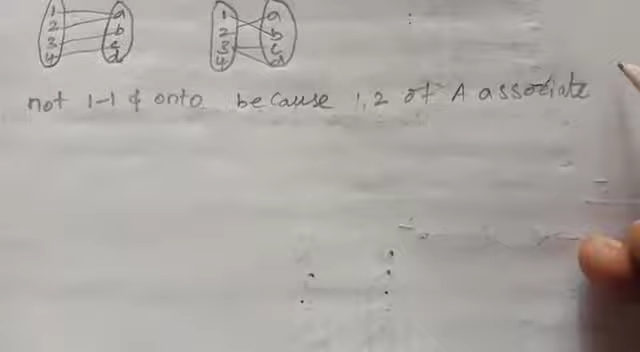 1 a 1 a
2 b 2 b
3 c 3 c
4 d 4 d
not 1-1 & onto because 1,2 of A associate